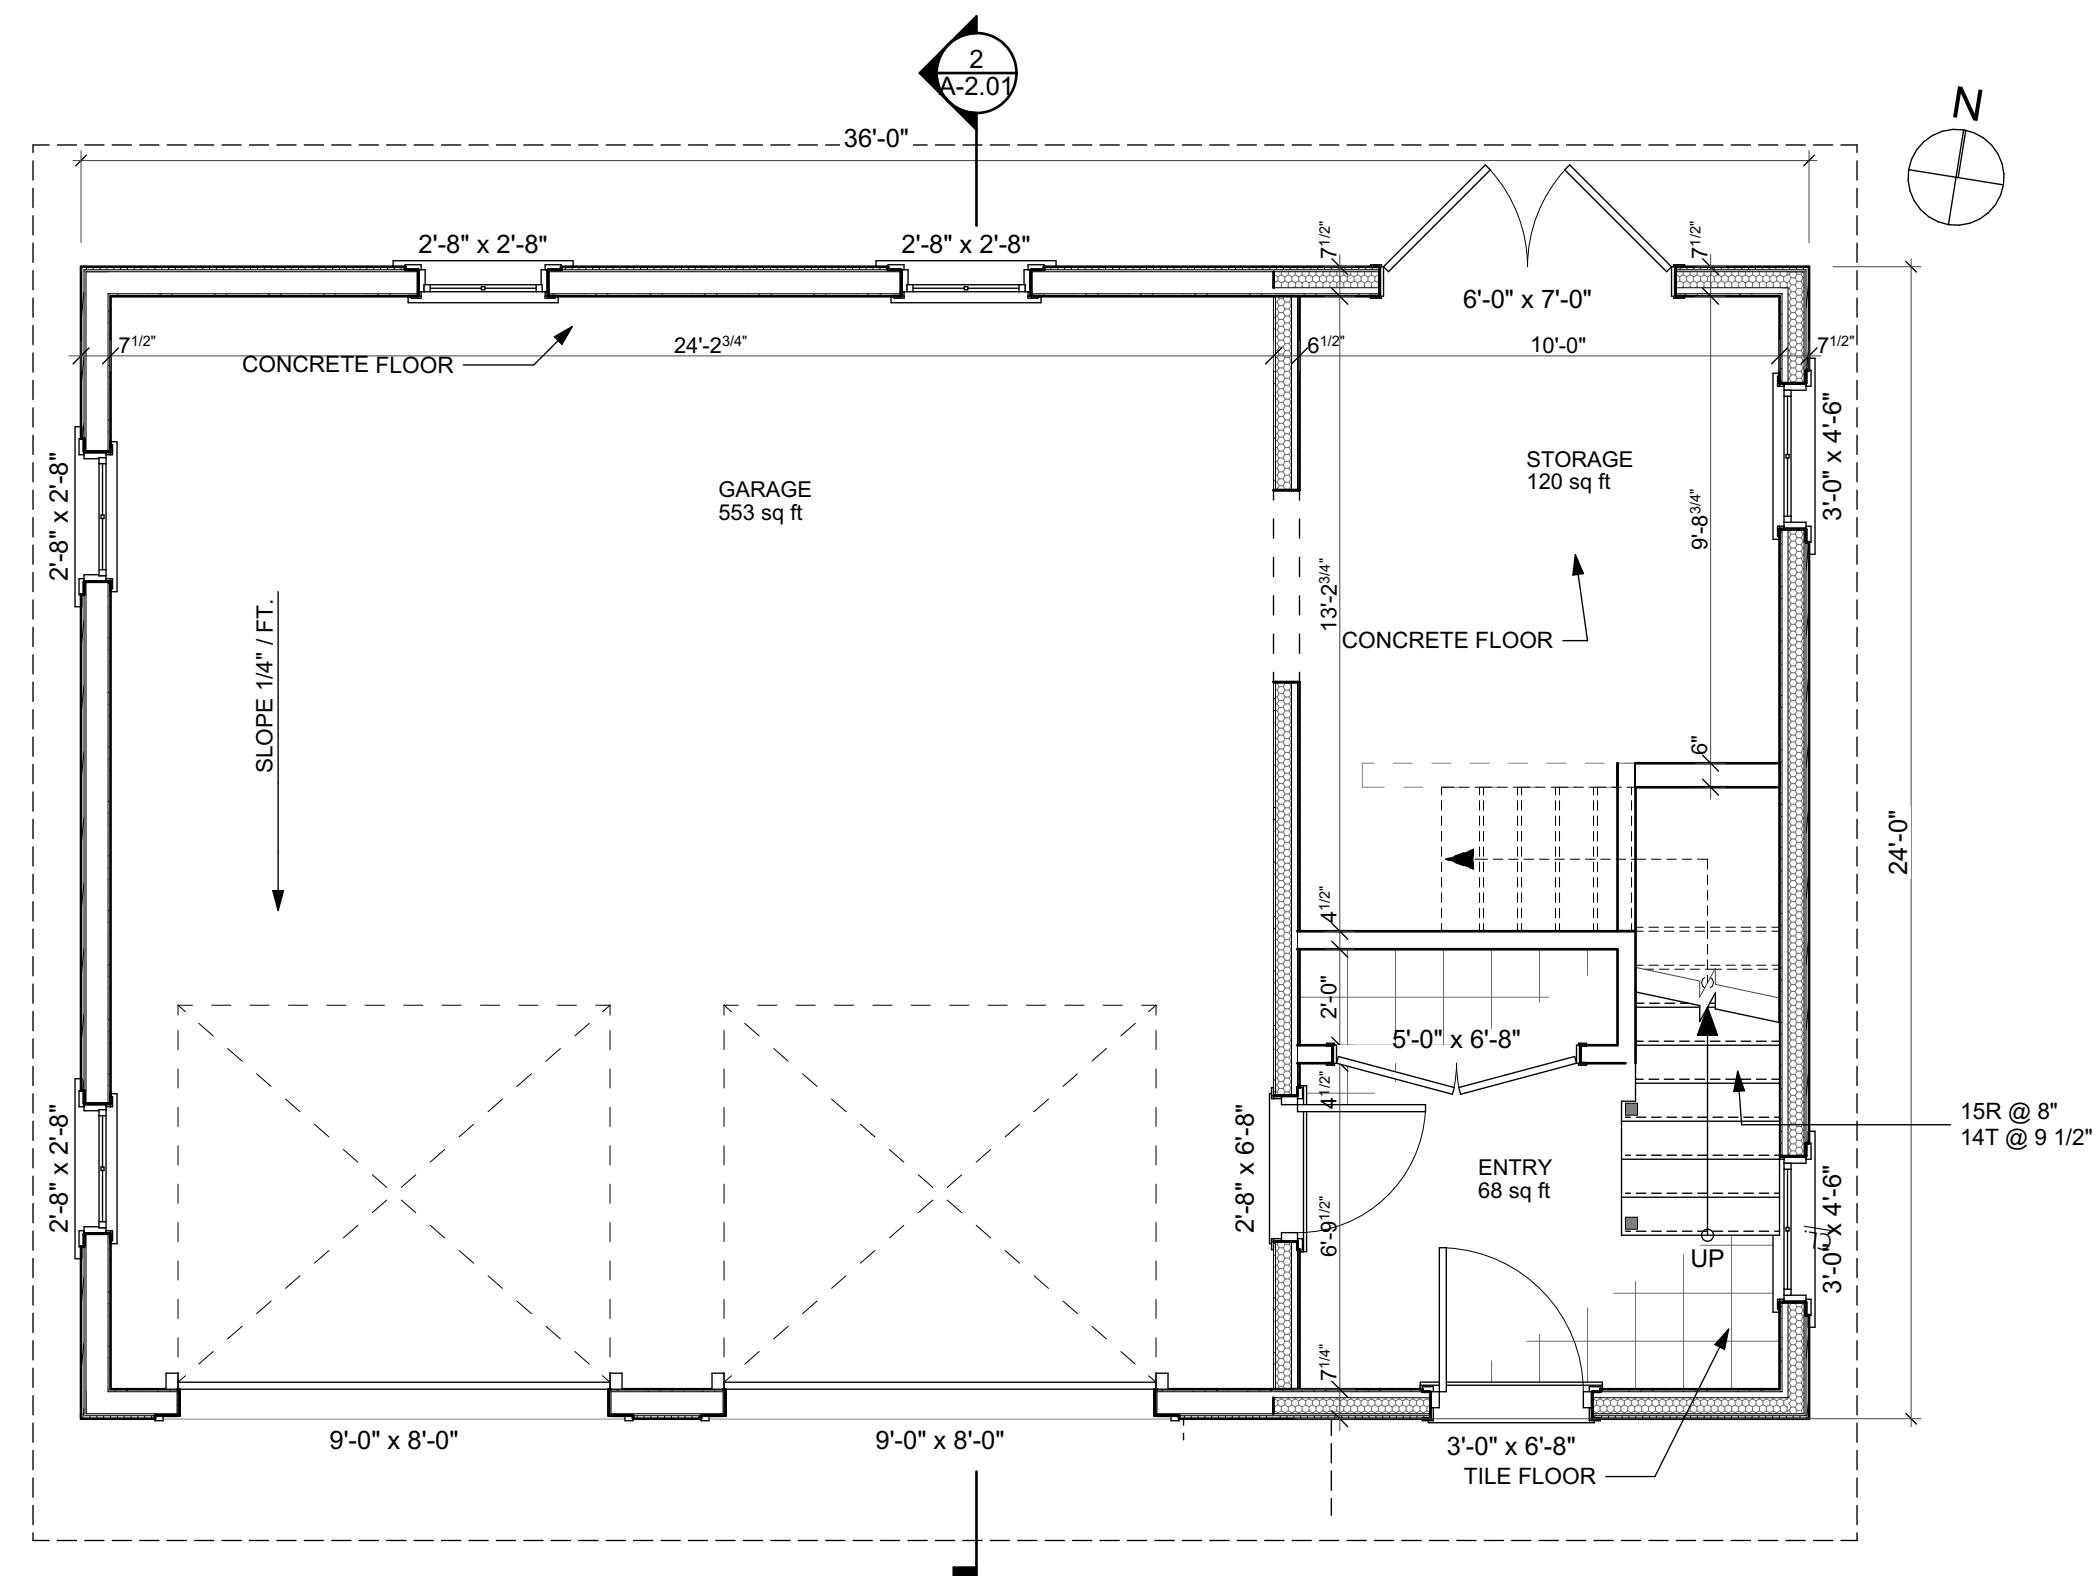 2
A-2.01
N
36'-0"
2'-8" x 2'-8"
2'-8" x 2'-8"
7 1/2"
7 1/2"
6'-0" x 7'-0"
7 1/2"
24'-2 3/4"
6 1/2"
10'-0"
7 1/2"
CONCRETE FLOOR
2'-8" x 2'-8"
GARAGE
553 sq ft
STORAGE
120 sq ft
3'-0" x 4'-6"
9'-8 3/4"
13'-2 3/4"
CONCRETE FLOOR
SLOPE 1/4" / FT.
6"
24'-0"
4 1/2"
2'-0"
S
5'-0" x 6'-8"
4 1/2"
15R @ 8"
14T @ 9 1/2"
2'-8" x 2'-8"
2'-8" x 6'-8"
ENTRY
68 sq ft
6'-9 1/2"
3'-0" x 4'-6"
UP
7 1/4"
9'-0" x 8'-0"
9'-0" x 8'-0"
3'-0" x 6'-8"
TILE FLOOR